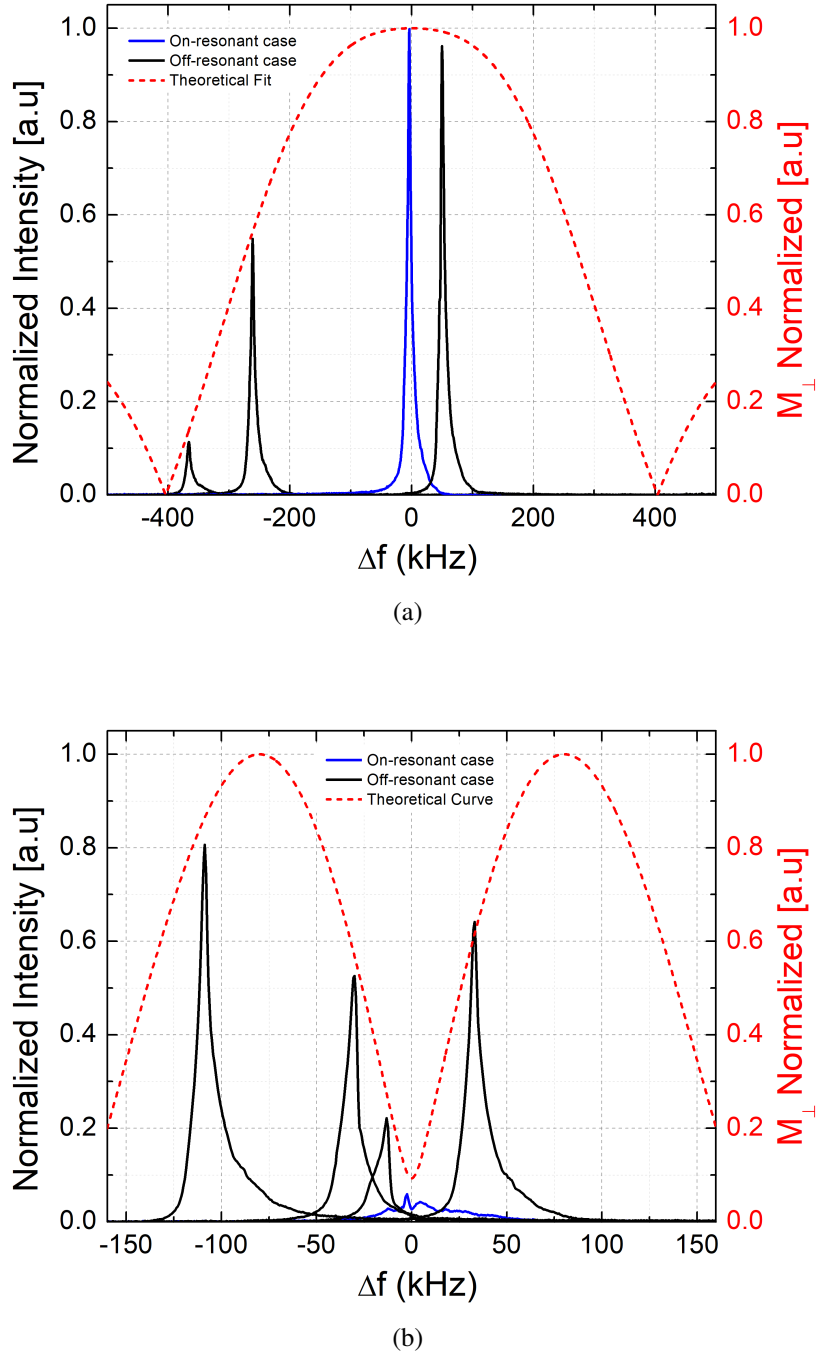 1.0
0.8
0.6
0.4
0.2
0.0
Normalized Intensity [a.u]
On-resonant case
Off-resonant case
Theoretical Fit
1.0
0.8
0.6
0.4
0.2
0.0
M⊥ Normalized [a.u]
-400 -200 0 200 400
Δf (kHz)
(a)
1.0
0.8
0.6
0.4
0.2
0.0
Normalized Intensity [a.u]
On-resonant case
Off-resonant case
Theoretical Curve
1.0
0.8
0.6
0.4
0.2
0.0
M⊥ Normalized [a.u]
-150 -100 -50 0 50 100 150
Δf (kHz)
(b)